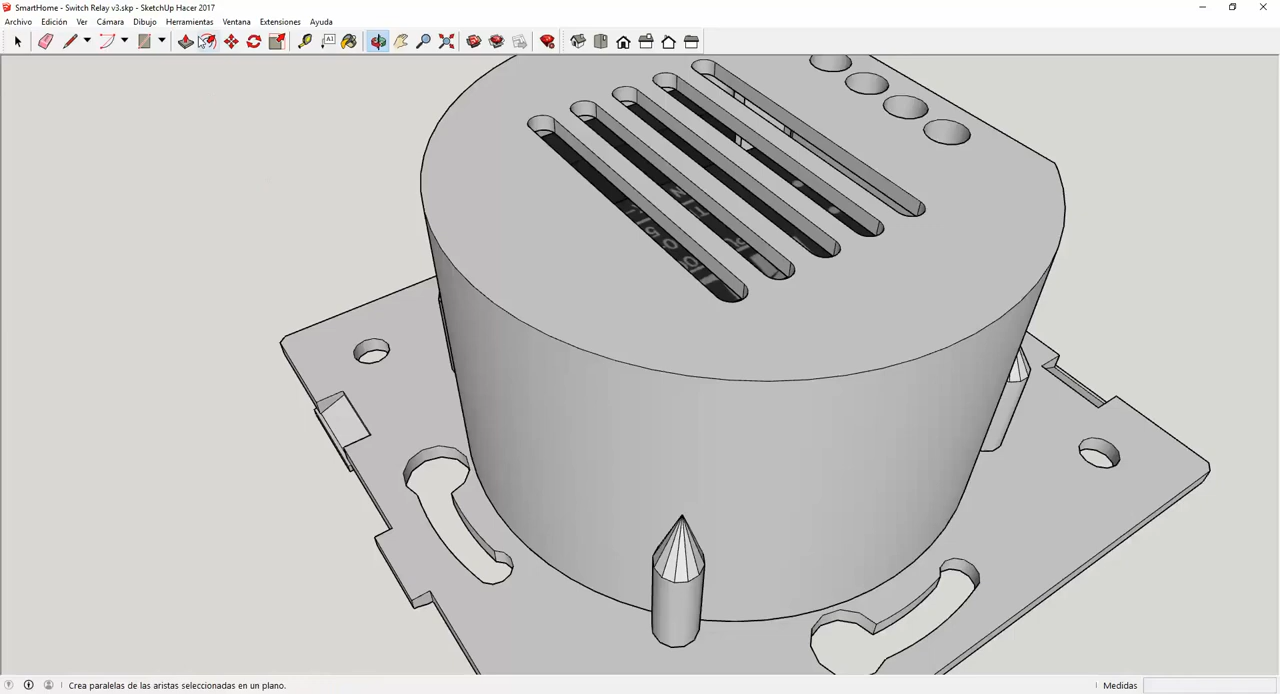 SmartHome - Switch Relay v3.skp - SketchUp Hacer 2017
Archivo Edición Ver Cámara Dibujo Herramientas Ventana Extensiones Ayuda
A1
Crea paralelas de las aristas seleccionadas en un plano.
Medidas